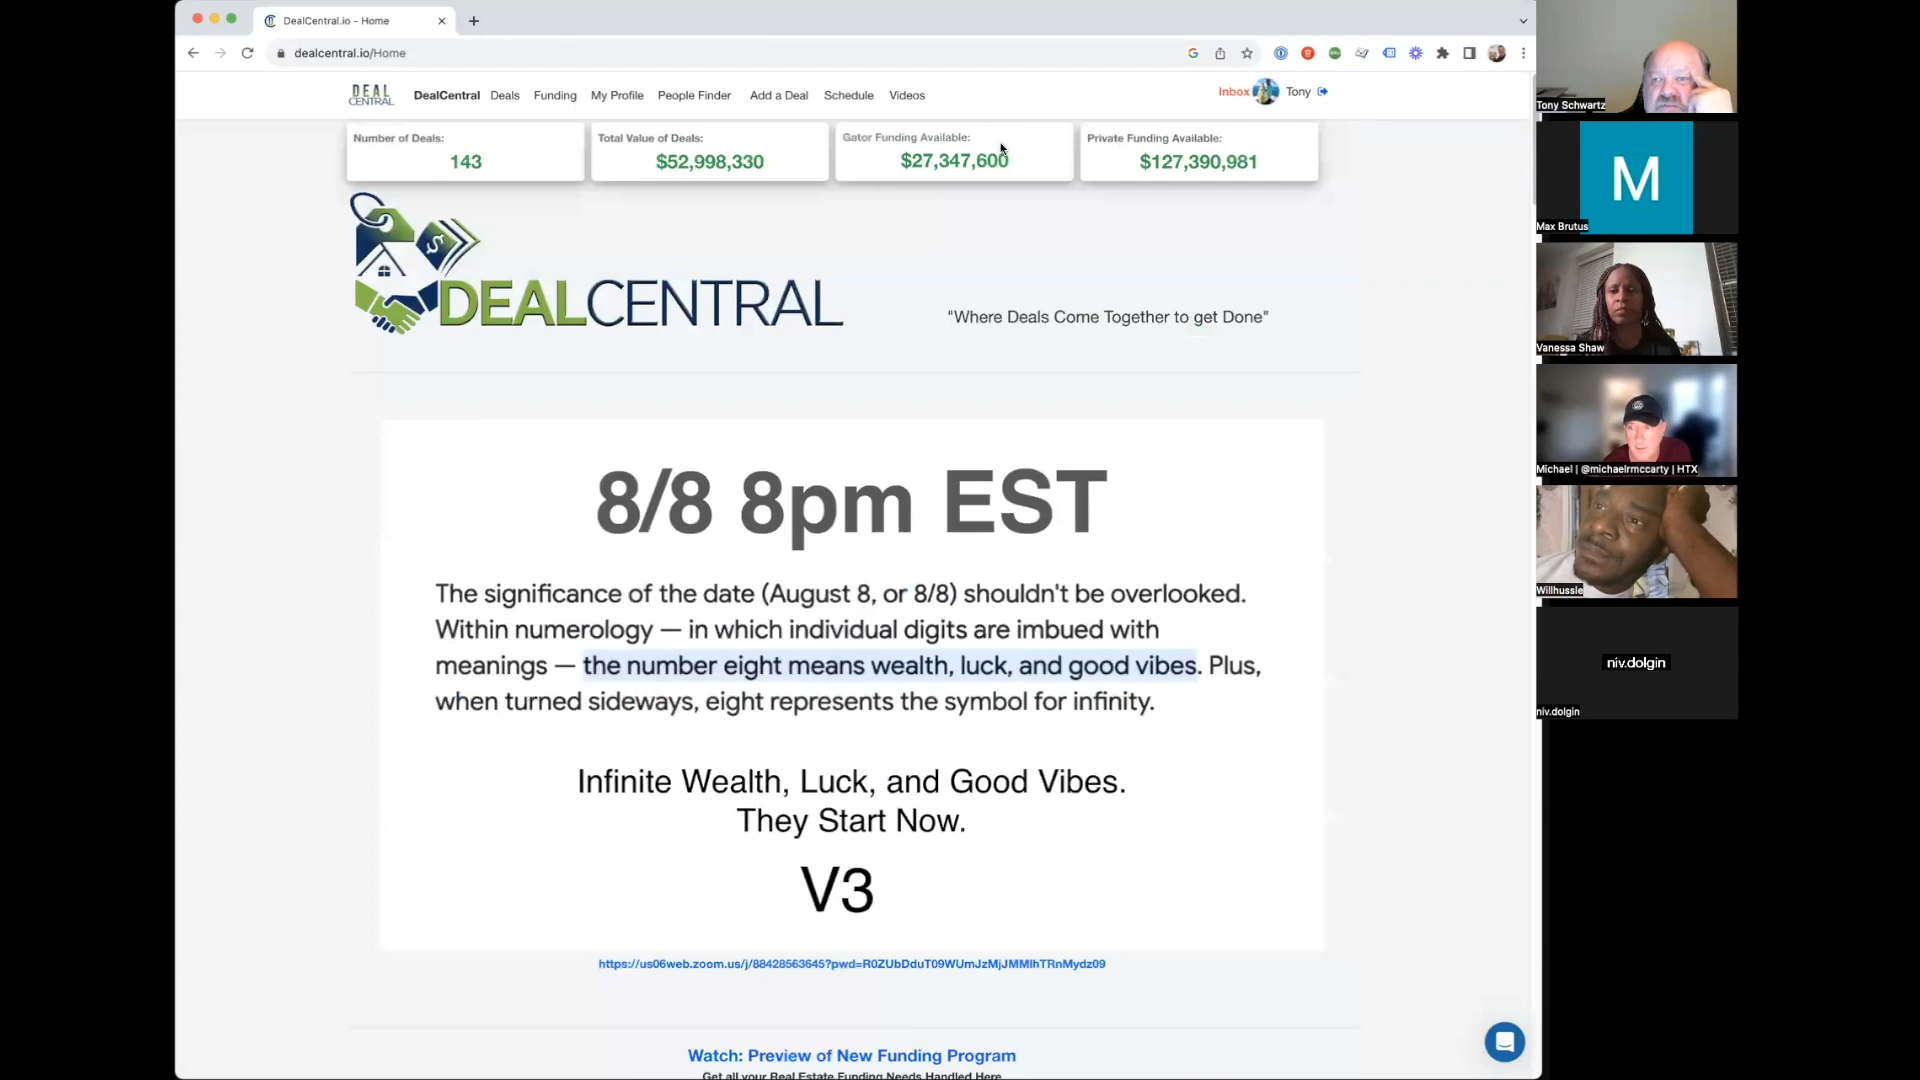 DealCentral.io - Home
dealcentral.io/Home
DEAL
CENTRAL
DealCentral
Deals
Funding
My Profile
People Finder
Add a Deal
Schedule
Videos
Inbox
Tony
Number of Deals:
143
Total Value of Deals:
$52,998,330
Gator Funding Available:
$27,347,600
Private Funding Available:
$127,390,981
DEALCENTRAL
"Where Deals Come Together to get Done"
8/8 8pm EST
The significance of the date (August 8, or 8/8) shouldn't be overlooked.
Within numerology — in which individual digits are imbued with
meanings — the number eight means wealth, luck, and good vibes. Plus,
when turned sideways, eight represents the symbol for infinity.
Infinite Wealth, Luck, and Good Vibes.
They Start Now.
V3
https://us06web.zoom.us/j/88428563645?pwd=R0ZUbDduT09WUmJzMjJMMlhTRnMydz09
Watch: Preview of New Funding Program
Get all your Real Estate Funding Needs Handled Here
Tony Schwartz
M
Max Brutus
Vanessa Shaw
Michael | @michaelrmccarty | HTX
Willhussle
niv.dolgin
niv.dolgin